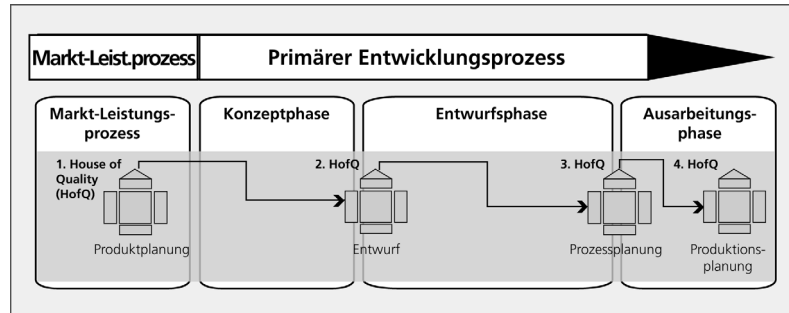 Markt-Leist.prozess
Primärer Entwicklungsprozess
Markt-Leistungs-
prozess
Konzeptphase
Entwurfsphase
Ausarbeitungs-
phase
1. House of
Quality
(HofQ)
2. HofQ
3. HofQ
4. HofQ
Produktplanung
Entwurf
Prozessplanung
Produktions-
planung